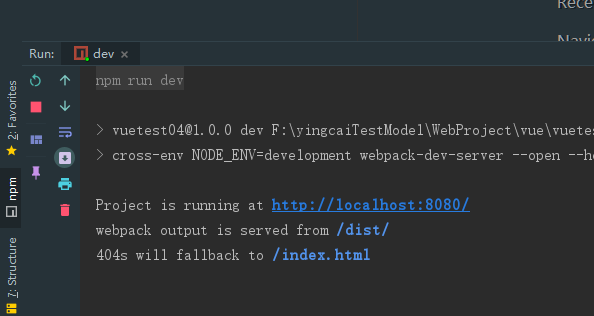 Rece
Navi
Run: dev ×
npm run dev
> vuetest04@1.0.0 dev F:\yingcaiTestModel\WebProject\vue\vuete
> cross-env NODE_ENV=development webpack-dev-server --open --ho
Project is running at http://localhost:8080/
webpack output is served from /dist/
404s will fallback to /index.html
2: Favorites
npm
7: Structure